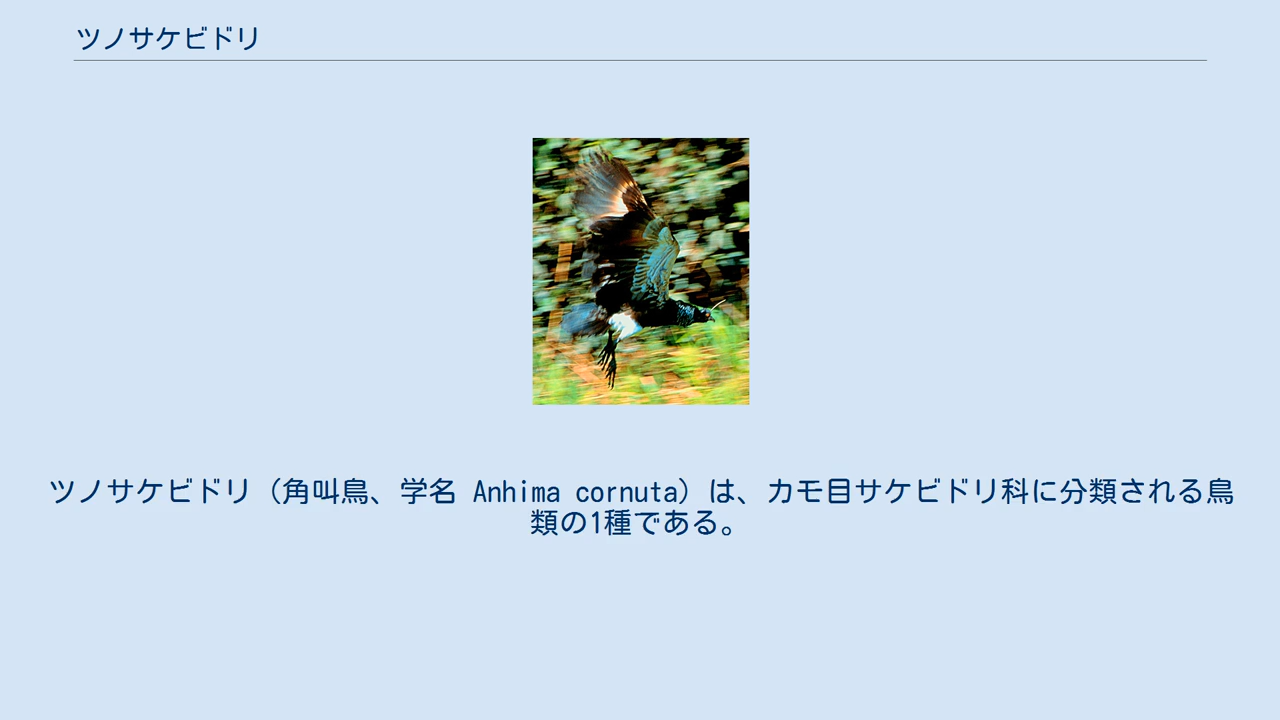 ツノサケビドリ
ツノサケビドリ（角叫鳥、学名 Anhima cornuta）は、カモ目サケビドリ科に分類される鳥
類の1種である。